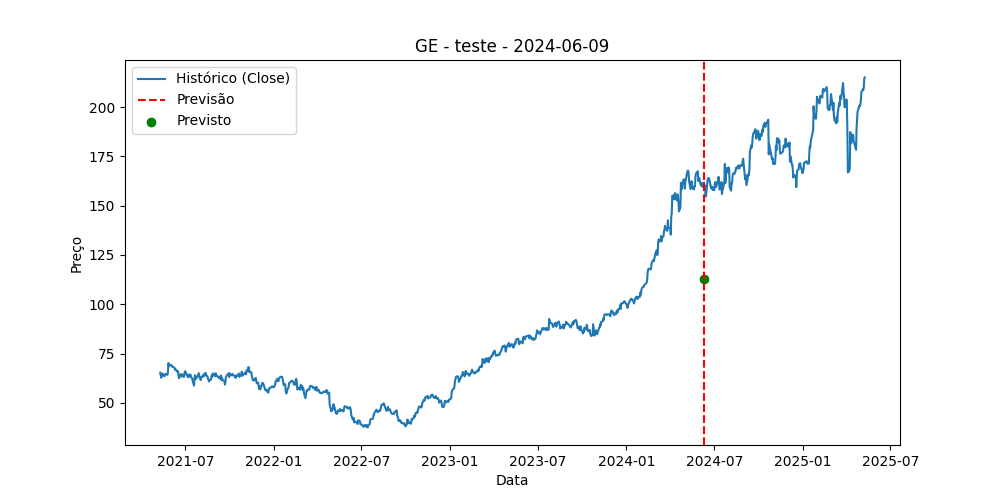 GE - teste - 2024-06-09
Histórico (Close)
Previsão
Previsto
200
175
150
125
100
75
50
Preço
2021-07 2022-01 2022-07 2023-01 2023-07 2024-01 2024-07 2025-01 2025-07
Data